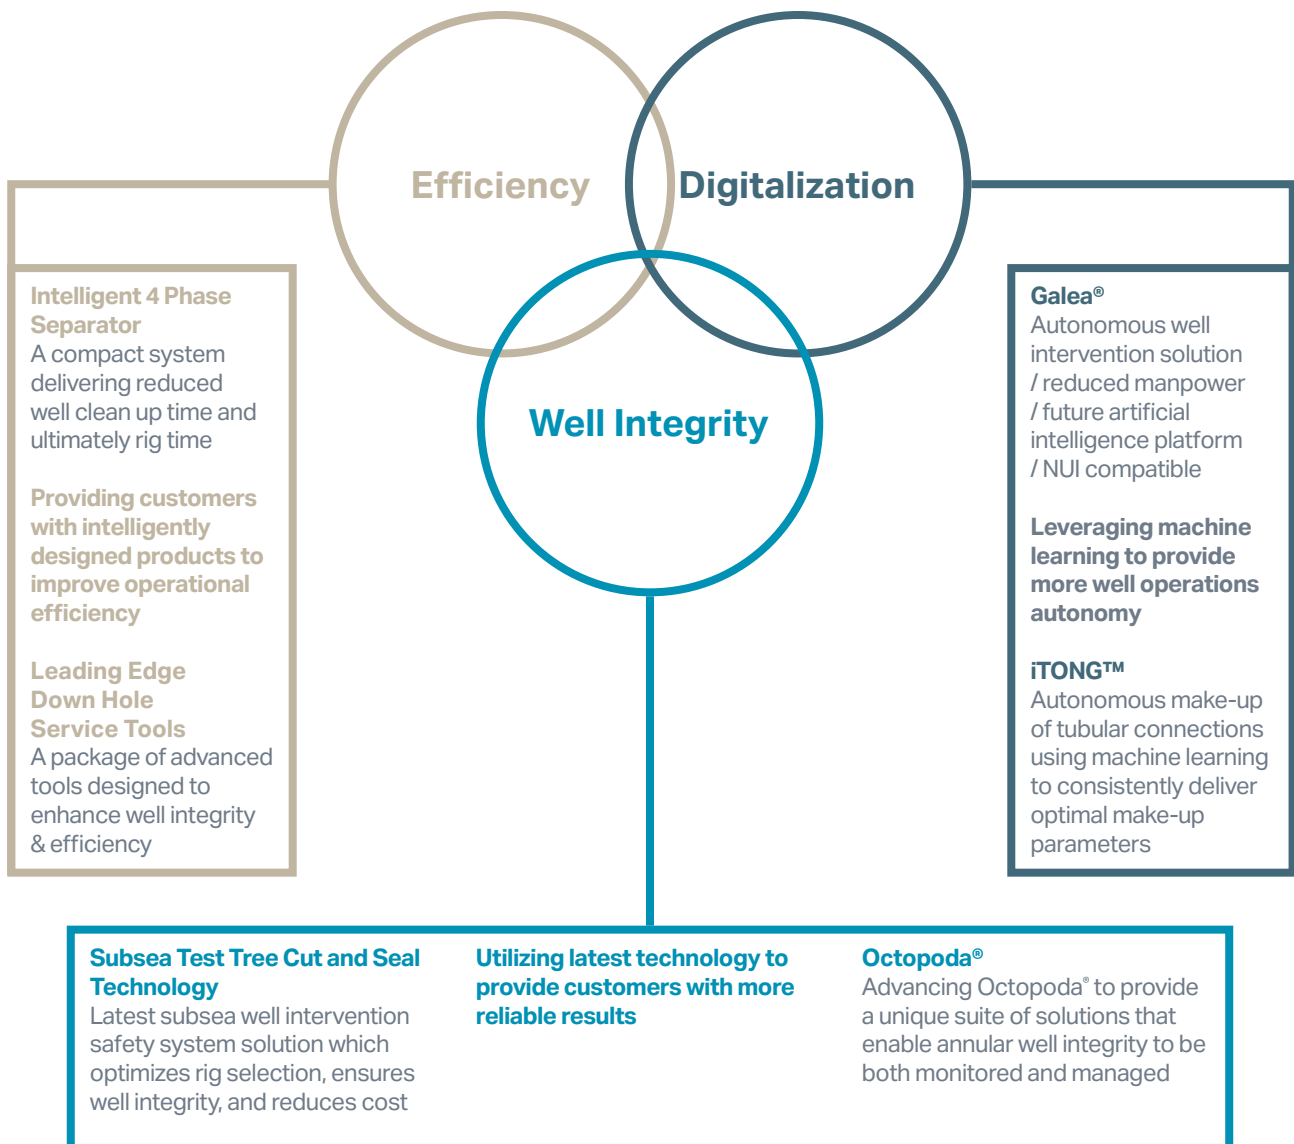 Efficiency
Digitalization
Well Integrity
Intelligent 4 Phase
Separator
A compact system
delivering reduced
well clean up time and
ultimately rig time
Providing customers
with intelligently
designed products to
improve operational
efficiency
Leading Edge
Down Hole
Service Tools
A package of advanced
tools designed to
enhance well integrity
& efficiency
Galea®
Autonomous well
intervention solution
/ reduced manpower
/ future artificial
intelligence platform
/ NUI compatible
Leveraging machine
learning to provide
more well operations
autonomy
iTONG™
Autonomous make-up
of tubular connections
using machine learning
to consistently deliver
optimal make-up
parameters
Subsea Test Tree Cut and Seal
Technology
Latest subsea well intervention
safety system solution which
optimizes rig selection, ensures
well integrity, and reduces cost
Utilizing latest technology to
provide customers with more
reliable results
Octopoda®
Advancing Octopoda® to provide
a unique suite of solutions that
enable annular well integrity to be
both monitored and managed